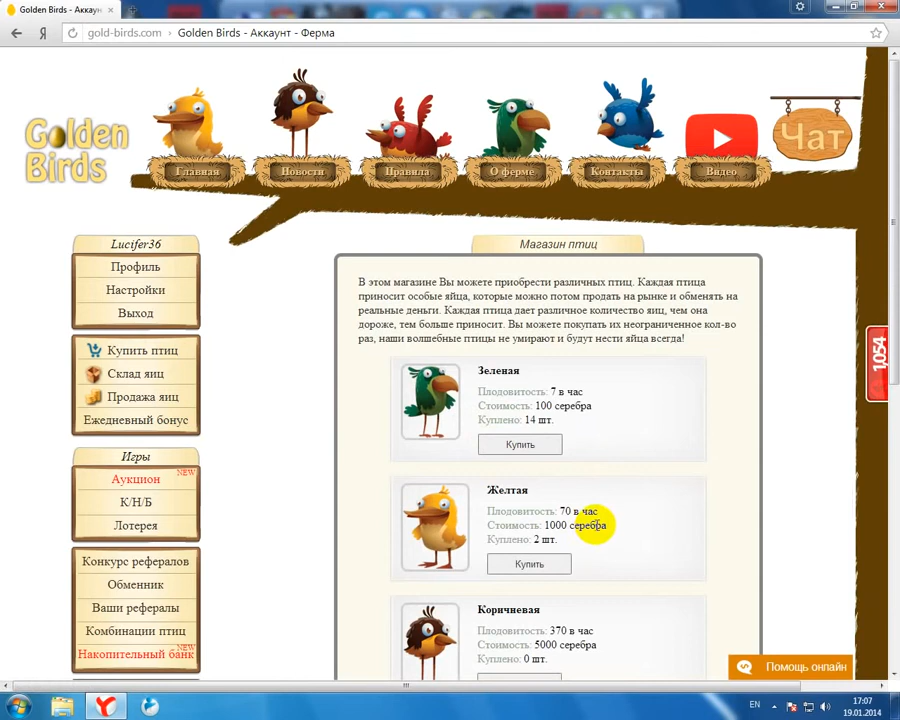 Golden Birds - Аккаун
gold-birds.com
Golden Birds - Аккаунт - Ферма
Golden
Birds
Главная
Новости
Правила
О ферме
Контакты
Видео
Чат
Lucifer36
Профиль
Настройки
Выход
Купить птиц
Склад яиц
Продажа яиц
Ежедневный бонус
Игры
Аукцион NEW
К/Н/Б
Лотерея
Конкурс рефералов
Обменник
Ваши рефералы
Комбинации птиц
Накопительный банк NEW
Магазин птиц
В этом магазине Вы можете приобрести различных птиц. Каждая птица
приносит особые яйца, которые можно потом продать на рынке и обменять на
реальные деньги. Каждая птица дает различное количество яиц, чем она
дороже, тем больше приносит. Вы можете покупать их неограниченное кол-во
раз, наши волшебные птицы не умирают и будут нести яйца всегда!
Зеленая
Плодовитость: 7 в час
Стоимость: 100 серебра
Куплено: 14 шт.
Купить
Желтая
Плодовитость: 70 в час
Стоимость: 1000 серебра
Куплено: 2 шт.
Купить
Коричневая
Плодовитость: 370 в час
Стоимость: 5000 серебра
Куплено: 0 шт.
1,054
Помощь онлайн
EN
17:07
19.01.2014